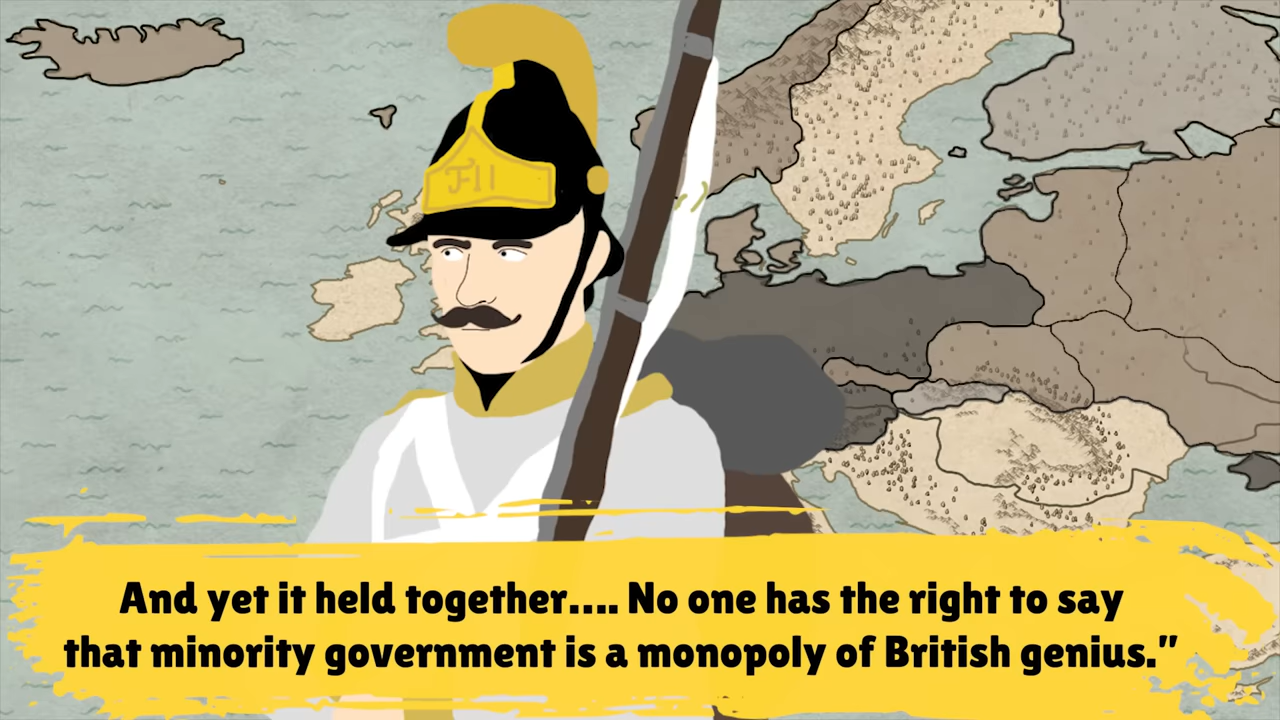 FII
And yet it held together.... No one has the right to say
that minority government is a monopoly of British genius.”